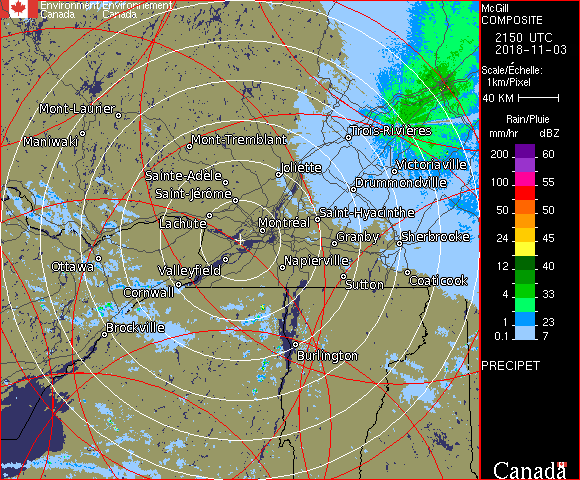 Environment Environnement
Canada Canada
McGill
COMPOSITE
2150 UTC
2018-11-03
Scale/Échelle:
1km/Pixel
40 KM
Rain/Pluie
mm/hr dBZ
200 60
100 55
50 50
24 45
12 40
4 33
1 23
0.1 7
PRECIPET
Canada
Mont-Laurier
Maniwaki
Mont-Tremblant
Trois-Rivières
Joliette
Victoriaville
Sainte-Adèle
Drummondville
Saint-Jérôme
Lachute
Saint-Hyacinthe
Montréal
Granby
Sherbrooke
Ottawa
Valleyfield
Napierville
Cornwall
Sutton
Coaticook
Brockville
Burlington